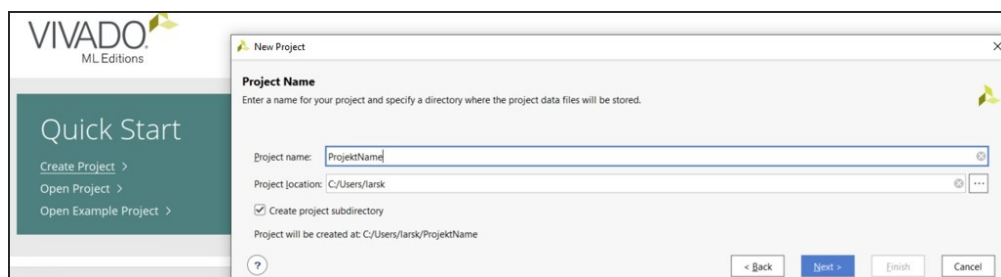 VIVADO
ML Editions
Quick Start
Create Project >
Open Project >
Open Example Project >
New Project
Project Name
Enter a name for your project and specify a directory where the project data files will be stored.
Project name: ProjektName
Project location: C:/Users/larsk
Create project subdirectory
Project will be created at: C:/Users/larsk/ProjektName
? < Back Next > Finish Cancel